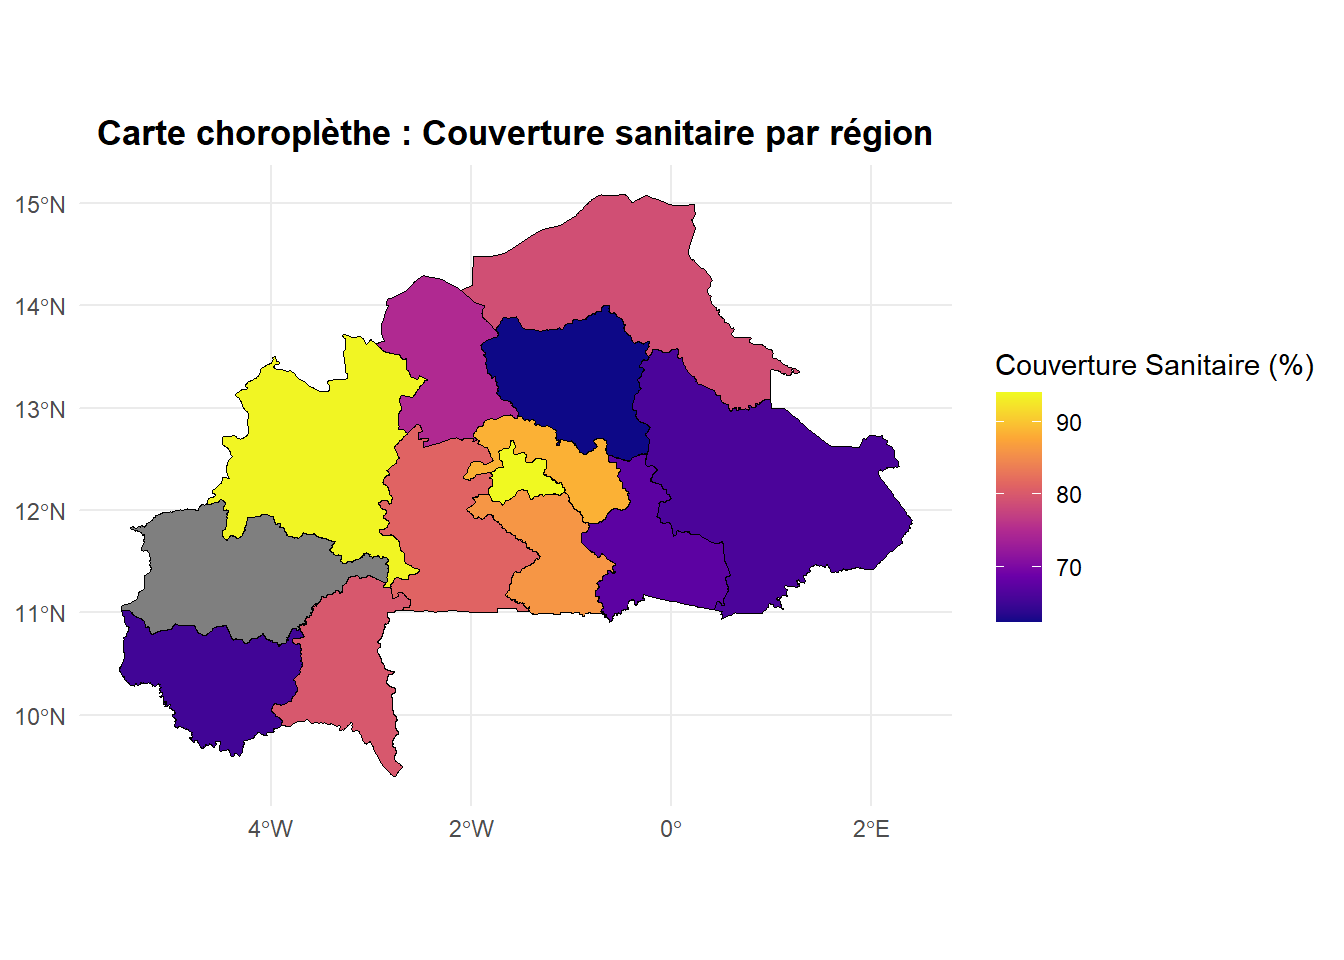 Carte choroplèthe : Couverture sanitaire par région
15°N
14°N
13°N
12°N
11°N
10°N
4°W
2°W
0°
2°E
Couverture Sanitaire (%)
90
80
70